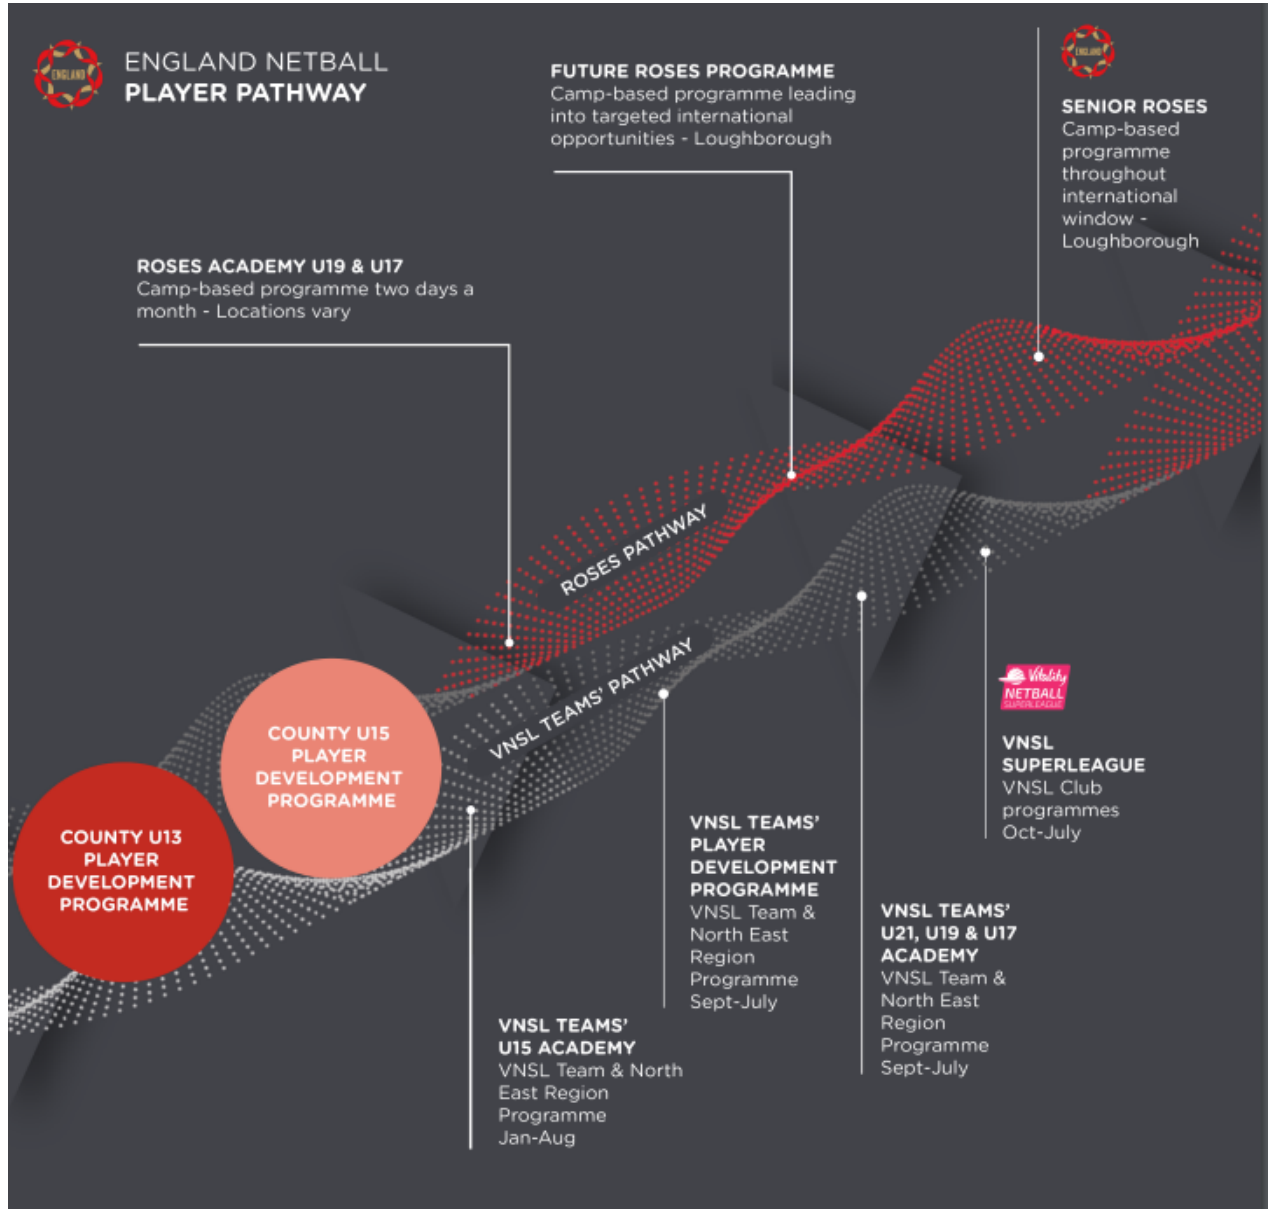 ENGLAND
ENGLAND NETBALL
PLAYER PATHWAY
FUTURE ROSES PROGRAMME
Camp-based programme leading
into targeted international
opportunities - Loughborough
ENGLAND
SENIOR ROSES
Camp-based
programme
throughout
international
window -
Loughborough
ROSES ACADEMY U19 & U17
Camp-based programme two days a
month - Locations vary
ROSES PATHWAY
VNSL TEAMS' PATHWAY
COUNTY U15
PLAYER
DEVELOPMENT
PROGRAMME
COUNTY U13
PLAYER
DEVELOPMENT
PROGRAMME
VNSL TEAMS'
U15 ACADEMY
VNSL Team & North
East Region
Programme
Jan-Aug
VNSL TEAMS'
PLAYER
DEVELOPMENT
PROGRAMME
VNSL Team &
North East
Region
Programme
Sept-July
VNSL TEAMS'
U21, U19 & U17
ACADEMY
VNSL Team &
North East
Region
Programme
Sept-July
Vitality
NETBALL
SUPERLEAGUE
VNSL
SUPERLEAGUE
VNSL Club
programmes
Oct-July